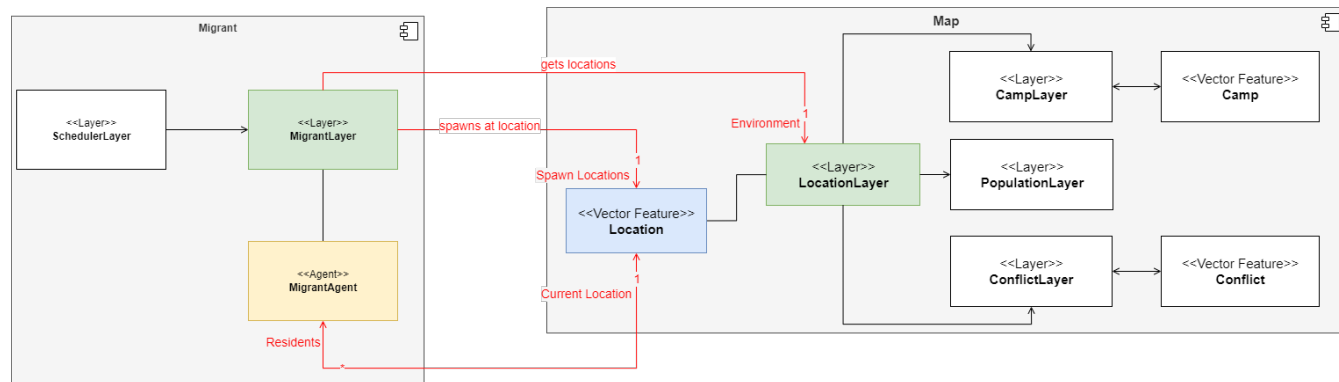 Migrant
Map
gets locations
<<Layer>>
SchedulerLayer
<<Layer>>
MigrantLayer
spawns at location
1
Environment
1
Spawn Locations
<<Vector Feature>>
Location
<<Layer>>
LocationLayer
<<Layer>>
CampLayer
<<Vector Feature>>
Camp
<<Layer>>
PopulationLayer
<<Layer>>
ConflictLayer
<<Vector Feature>>
Conflict
<<Agent>>
MigrantAgent
1
Current Location
Residents
*